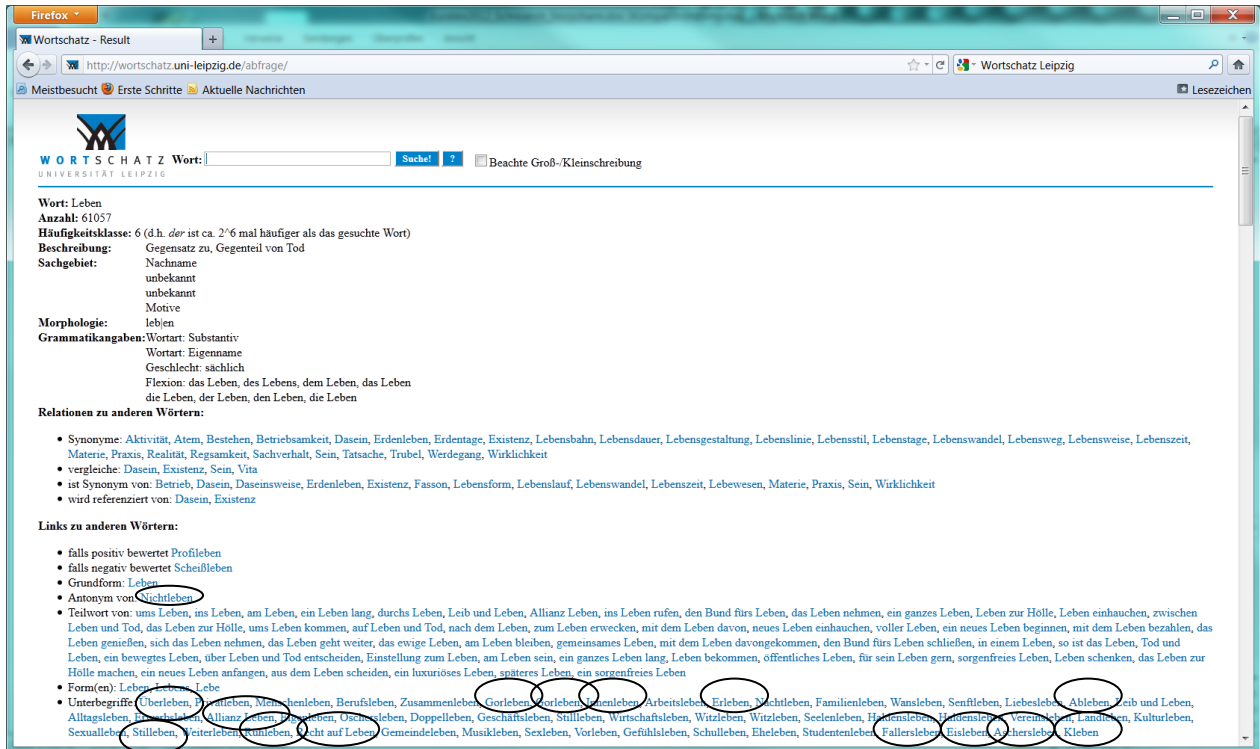 Firefox
Wortschatz - Result
+
http://wortschatz.uni-leipzig.de/abfrage/
Wortschatz Leipzig
Meistbesucht Erste Schritte Aktuelle Nachrichten Lesezeichen
WORTSCHATZ Wort: Suche! ? Beachte Groß-/Kleinschreibung
UNIVERSITÄT LEIPZIG
Wort: Leben
Anzahl: 61057
Häufigkeitsklasse: 6 (d.h. der ist ca. 2^6 mal häufiger als das gesuchte Wort)
Beschreibung: Gegensatz zu, Gegenteil von Tod
Sachgebiet: Nachname
unbekannt
unbekannt
Motive
Morphologie: leb|en
Grammatikangaben: Wortart: Substantiv
Wortart: Eigenname
Geschlecht: sächlich
Flexion: das Leben, des Lebens, dem Leben, das Leben
die Leben, der Leben, den Leben, die Leben
Relationen zu anderen Wörtern:
• Synonyme: Aktivität, Atem, Bestehen, Betriebsamkeit, Dasein, Erdenleben, Erdentage, Existenz, Lebensbahn, Lebensdauer, Lebensgestaltung, Lebenslinie, Lebensstil, Lebenstage, Lebenswandel, Lebensweg, Lebensweise, Lebenszeit,
Materie, Praxis, Realität, Regsamkeit, Sachverhalt, Sein, Tatsache, Trubel, Werdegang, Wirklichkeit
• vergleiche: Dasein, Existenz, Sein, Vita
• ist Synonym von: Betrieb, Dasein, Daseinsweise, Erdenleben, Existenz, Fasson, Lebensform, Lebenslauf, Lebenswandel, Lebenszeit, Lebewesen, Materie, Praxis, Sein, Wirklichkeit
• wird referenziert von: Dasein, Existenz
Links zu anderen Wörtern:
• falls positiv bewertet Profileben
• falls negativ bewertet Scheißleben
• Grundform: Leben
• Antonym von: Nichtleben
• Teilwort von: ums Leben, ins Leben, am Leben, ein Leben lang, durchs Leben, Leib und Leben, Allianz Leben, ins Leben rufen, den Bund fürs Leben, das Leben nehmen, ein ganzes Leben, Leben zur Hölle, Leben einhauchen, zwischen
Leben und Tod, das Leben zur Hölle, ums Leben kommen, auf Leben und Tod, nach dem Leben, zum Leben erwecken, mit dem Leben davon, neues Leben einhauchen, voller Leben, ein neues Leben beginnen, mit dem Leben bezahlen, das
Leben genießen, sich das Leben nehmen, das Leben geht weiter, das ewige Leben, am Leben bleiben, gemeinsames Leben, mit dem Leben davongekommen, den Bund fürs Leben schließen, in einem Leben, so ist das Leben, Tod und
Leben, ein bewegtes Leben, über Leben und Tod entscheiden, Einstellung zum Leben, am Leben sein, ein ganzes Leben lang, Leben bekommen, öffentliches Leben, für sein Leben gern, sorgenfreies Leben, Leben schenken, das Leben zur
Hölle machen, ein neues Leben anfangen, aus dem Leben scheiden, ein luxuriöses Leben, späteres Leben, ein sorgenfreies Leben
• Form(en): Leben, Lebens, Lebe
• Unterbegriffe: Überleben, Privatleben, Menschenleben, Berufsleben, Zusammenleben, Gorleben, Vorleben, Innenleben, Arbeitsleben, Erleben, Nachtleben, Familienleben, Wansleben, Senftleben, Liebesleben, Ableben, Leib und Leben,
Alltagsleben, Erwerbsleben, Allianz Leben, Eigenleben, Oschersleben, Doppelleben, Geschäftsleben, Stillleben, Wirtschaftsleben, Witzleben, Witzleben, Seelenleben, Haldensleben, Haldensleben, Vereinsleben, Landleben, Kulturleben,
Sexualleben, Stilleben, Weiterleben, Ruhleben, Recht auf Leben, Gemeindeleben, Musikleben, Sexleben, Vorleben, Gefühlsleben, Schulleben, Eheleben, Studentenleben, Fallersleben, Eisleben, Aschersleben, Kleben